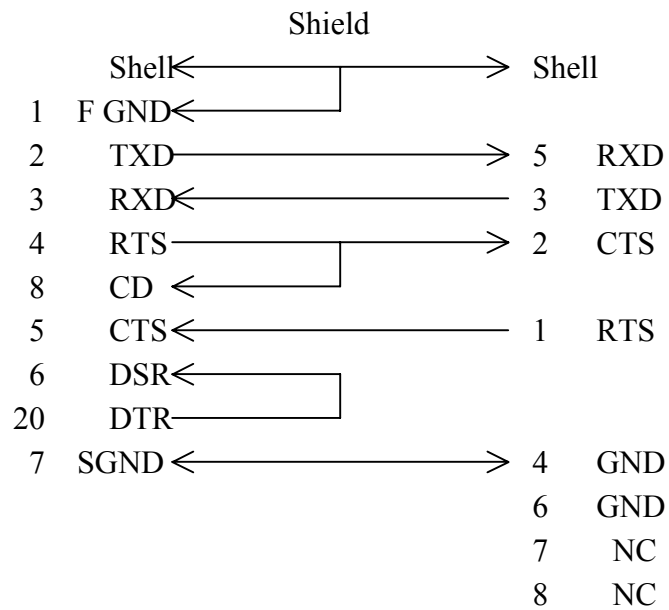 Shield
Shell Shell
1 F GND
2 TXD 5 RXD
3 RXD 3 TXD
4 RTS 2 CTS
8 CD
5 CTS 1 RTS
6 DSR
20 DTR
7 SGND 4 GND
6 GND
7 NC
8 NC